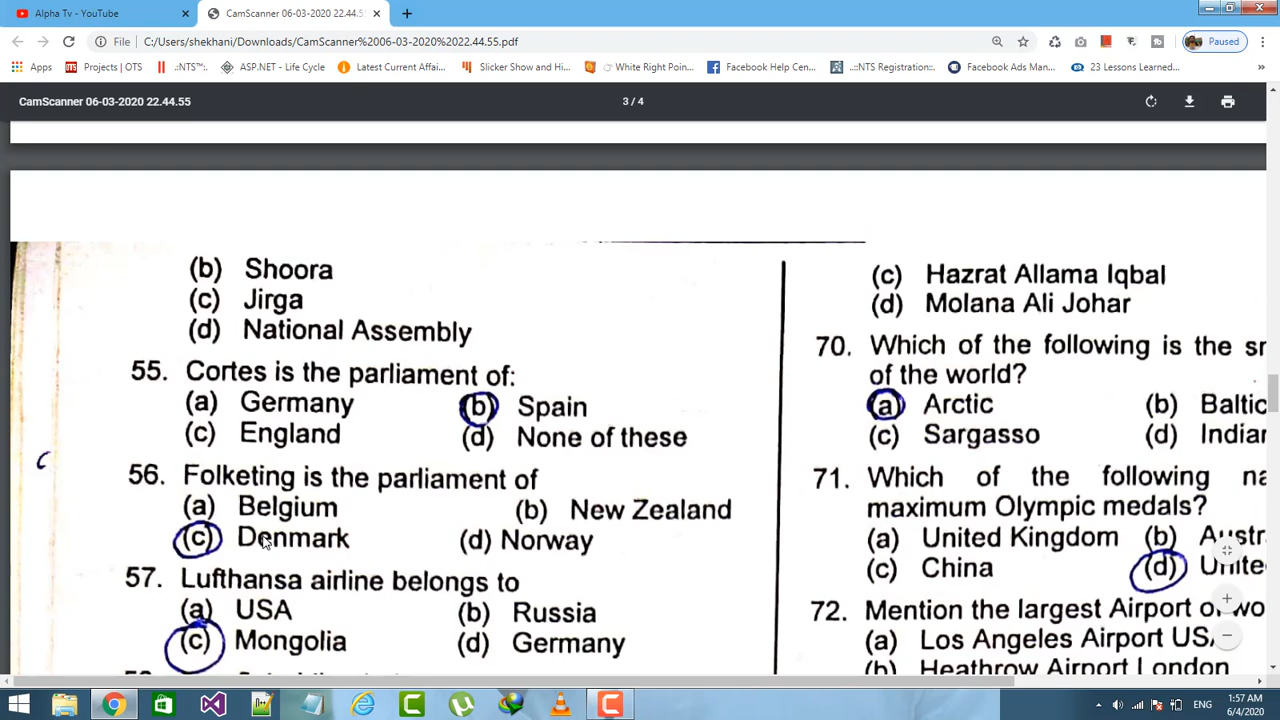 Alpha Tv - YouTube
CamScanner 06-03-2020 22.44.5
File C:/Users/shekhani/Downloads/CamScanner%2006-03-2020%2022.44.55.pdf
Paused
Apps Projects | OTS .:NTS™:. ASP.NET - Life Cycle Latest Current Affai... Slicker Show and Hi... White Right Poin... Facebook Help Cen... ..::NTS Registration:.. Facebook Ads Man... 23 Lessons Learned...
CamScanner 06-03-2020 22.44.55
3 / 4
(b) Shoora
(c) Jirga
(d) National Assembly
55. Cortes is the parliament of:
(a) Germany (b) Spain
(c) England (d) None of these
56. Folketing is the parliament of
(a) Belgium (b) New Zealand
(c) Denmark (d) Norway
57. Lufthansa airline belongs to
(a) USA (b) Russia
(c) Mongolia (d) Germany
(c) Hazrat Allama Iqbal
(d) Molana Ali Johar
70. Which of the following is the sm
of the world?
(a) Arctic (b) Baltic
(c) Sargasso (d) Indian
71. Which of the following na
maximum Olympic medals?
(a) United Kingdom (b) Austr
(c) China (d) Unite
72. Mention the largest Airport of wo
(a) Los Angeles Airport USA
(b) Heathrow Airport London
1:57 AM
6/4/2020